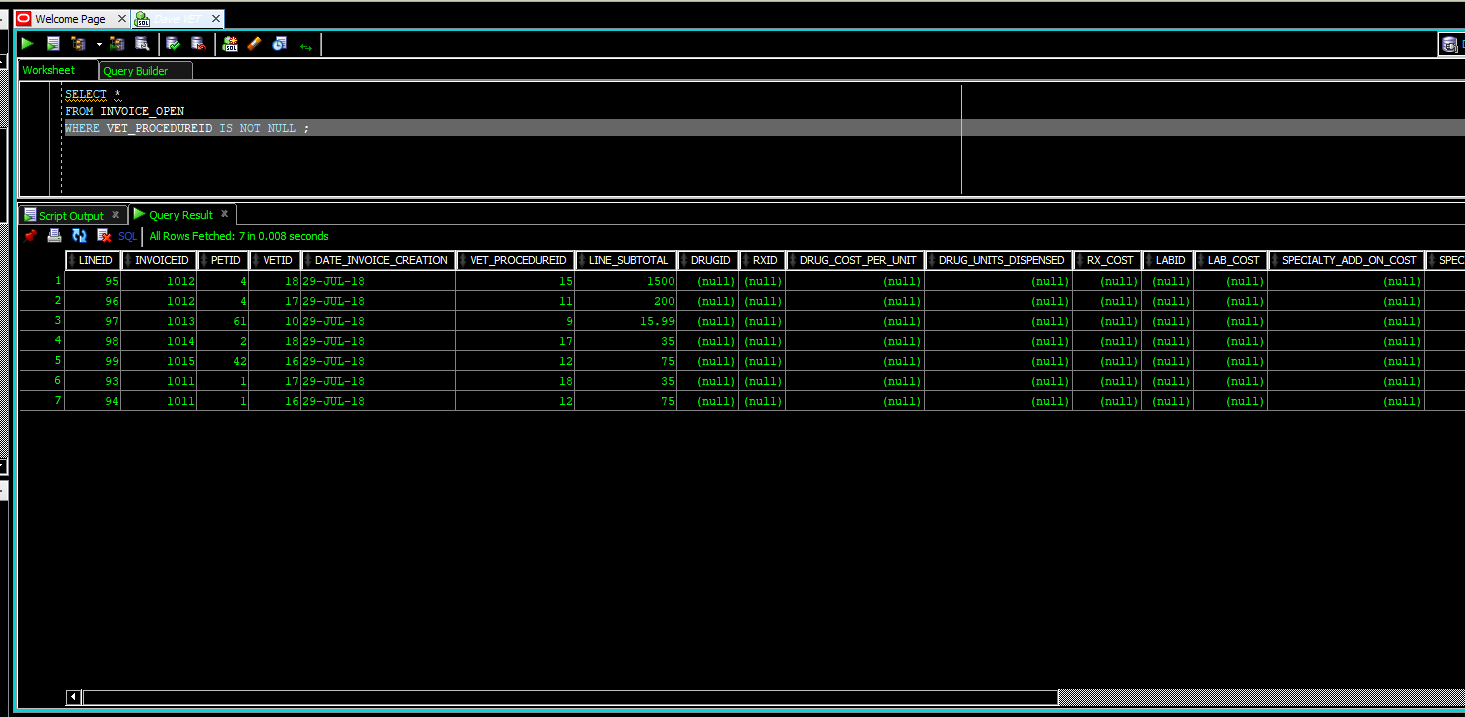 Welcome Page
Dave VET
Worksheet Query Builder
SELECT *
FROM INVOICE_OPEN
WHERE VET_PROCEDUREID IS NOT NULL ;
Script Output Query Result
SQL All Rows Fetched: 7 in 0.008 seconds
LINEID INVOICEID PETID VETID DATE_INVOICE_CREATION VET_PROCEDUREID LINE_SUBTOTAL DRUGID RXID DRUG_COST_PER_UNIT DRUG_UNITS_DISPENSED RX_COST LABID LAB_COST SPECIALTY_ADD_ON_COST SPEC
1 95 1012 4 18 29-JUL-18 15 1500 (null) (null) (null) (null) (null) (null) (null) (null)
2 96 1012 4 17 29-JUL-18 11 200 (null) (null) (null) (null) (null) (null) (null) (null)
3 97 1013 61 10 29-JUL-18 9 15.99 (null) (null) (null) (null) (null) (null) (null) (null)
4 98 1014 2 18 29-JUL-18 17 35 (null) (null) (null) (null) (null) (null) (null) (null)
5 99 1015 42 16 29-JUL-18 12 75 (null) (null) (null) (null) (null) (null) (null) (null)
6 93 1011 1 17 29-JUL-18 18 35 (null) (null) (null) (null) (null) (null) (null) (null)
7 94 1011 1 16 29-JUL-18 12 75 (null) (null) (null) (null) (null) (null) (null) (null)